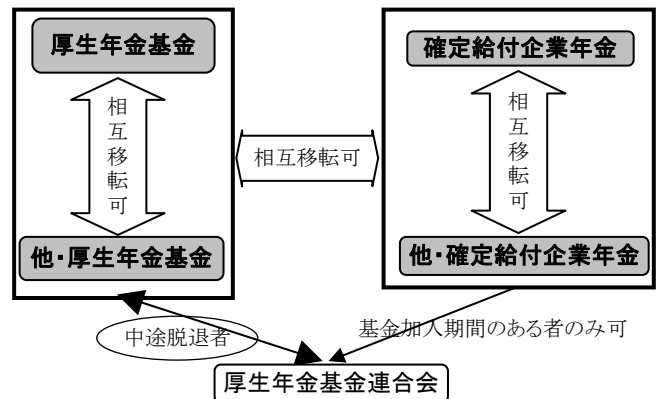 厚生年金基金
確定給付企業年金
相互移転可
相互移転可
相互移転可
他・厚生年金基金
他・確定給付企業年金
中途脱退者
基金加入期間のある者のみ可
厚生年金基金連合会